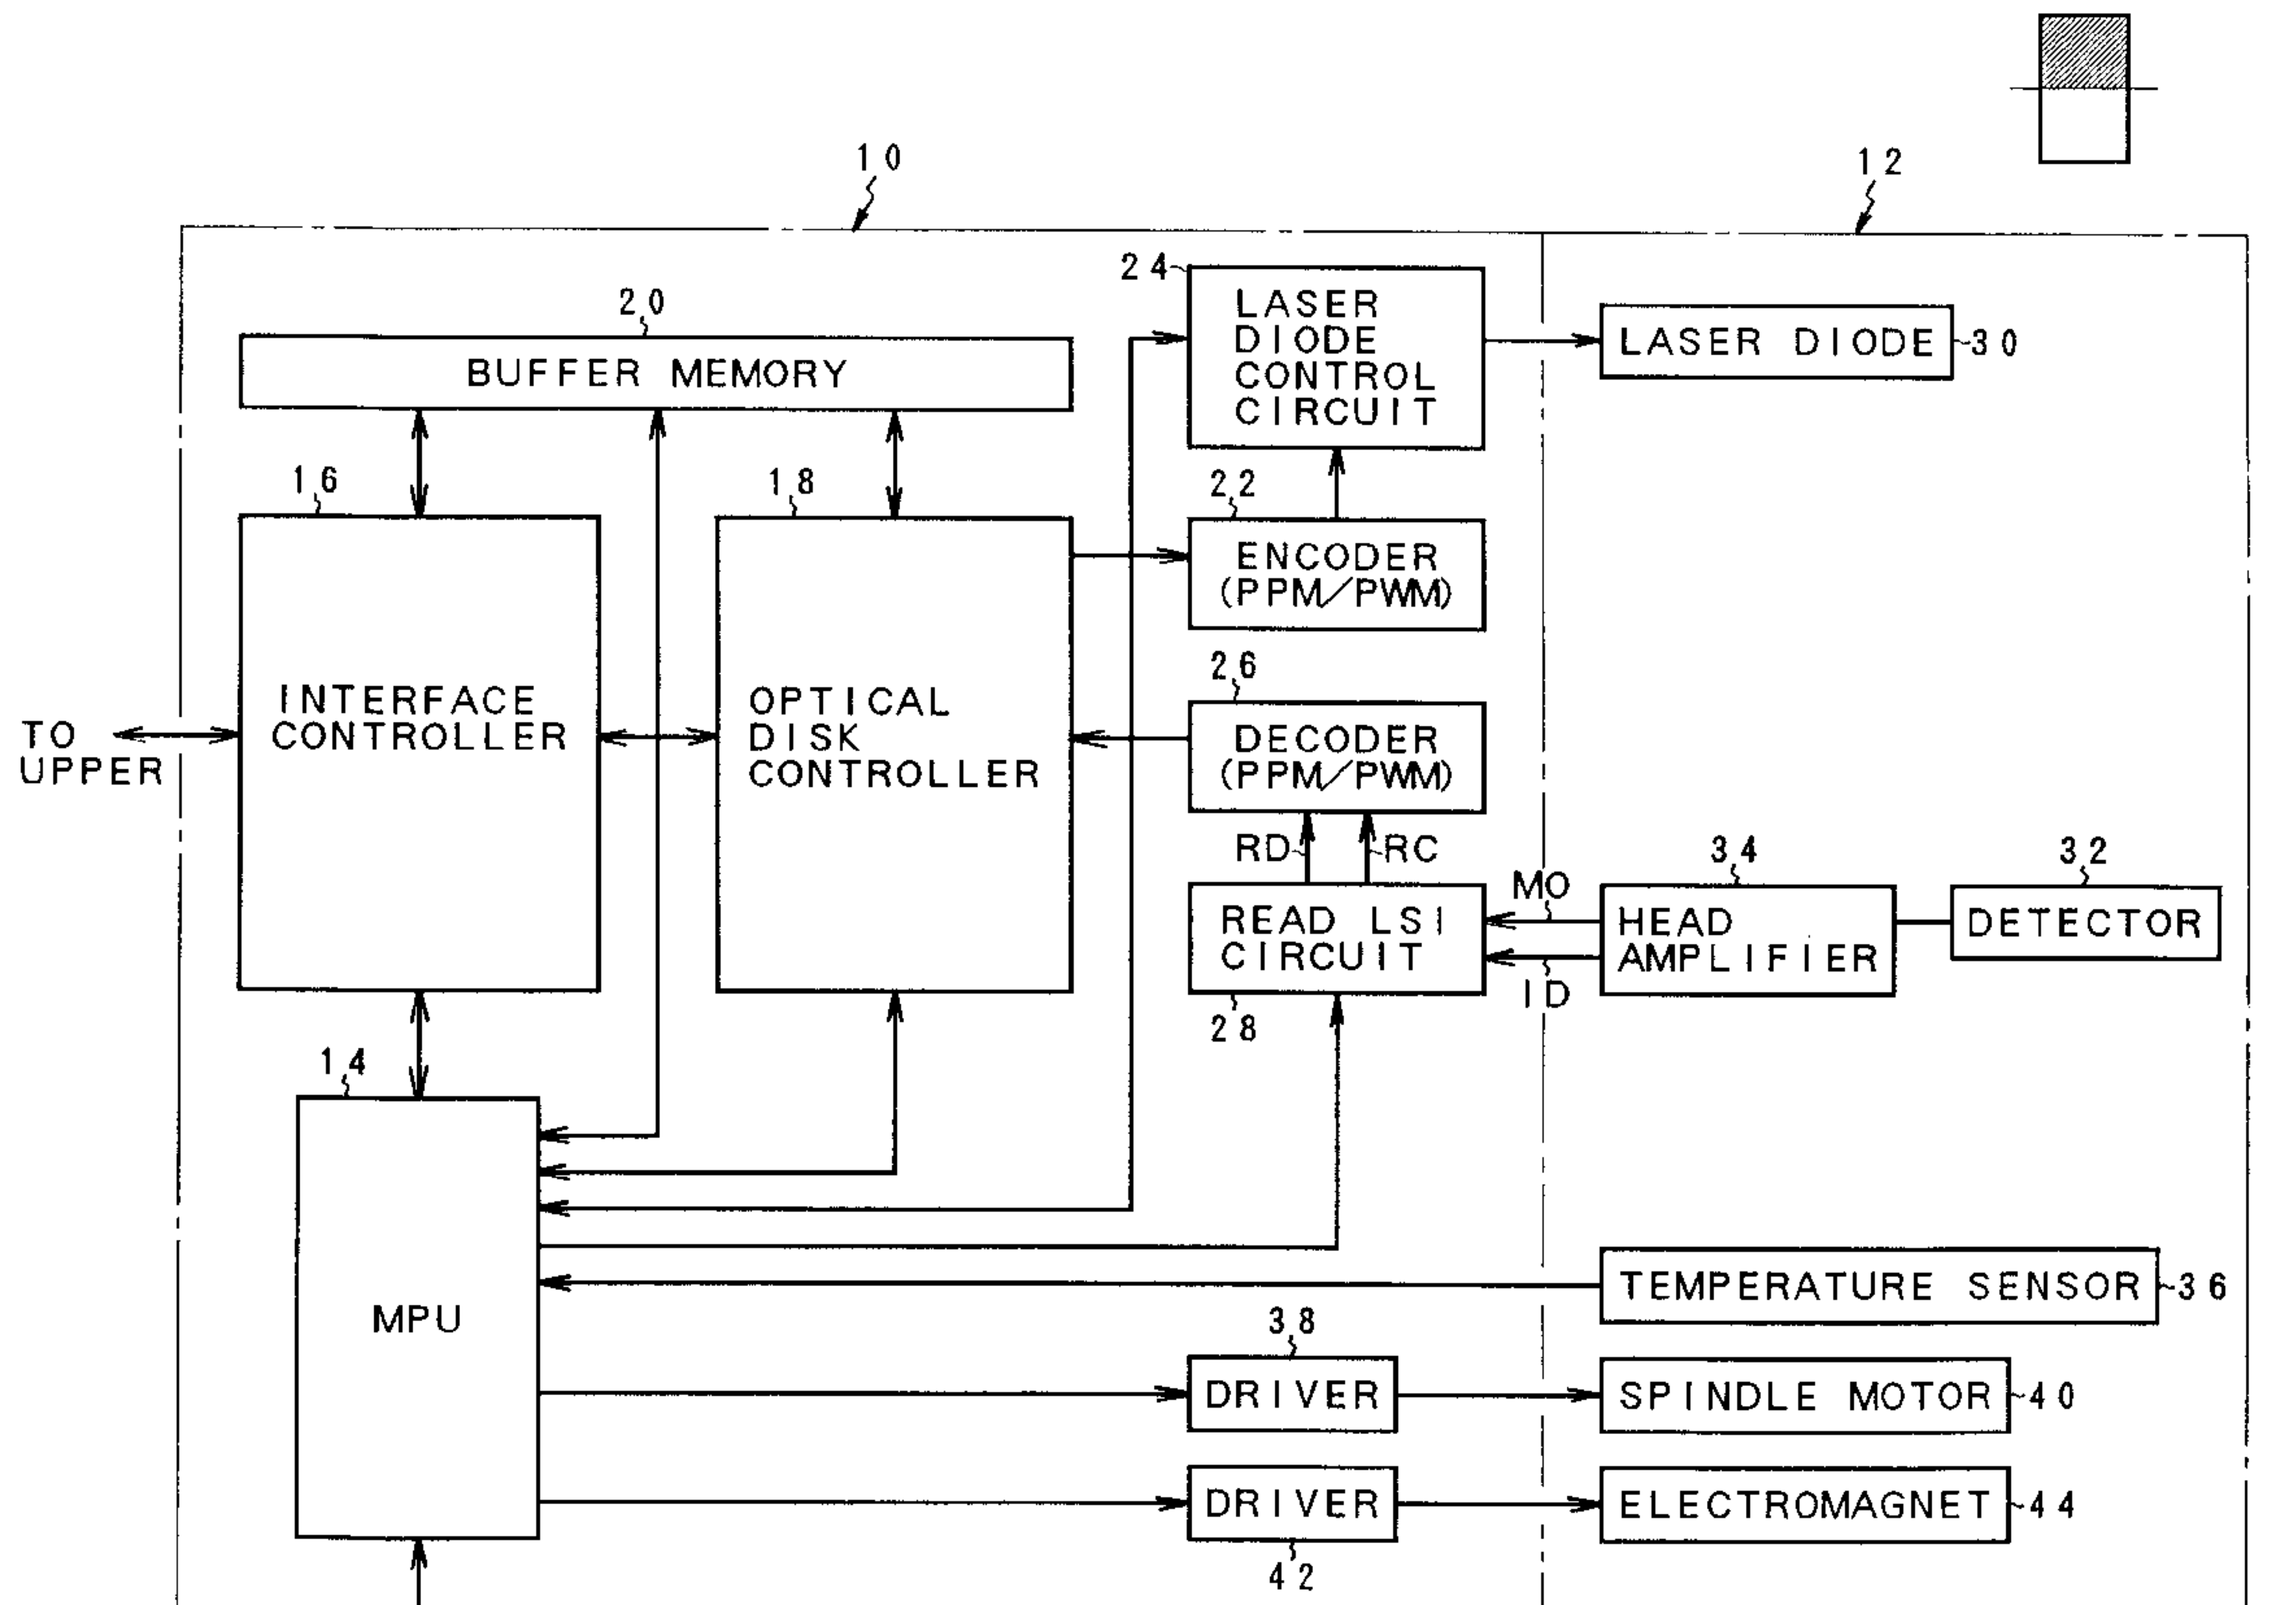 10
12
24
LASER
DIODE
CONTROL
CIRCUIT
LASER DIODE
30
20
BUFFER MEMORY
16
18
22
ENCODER
(PPM/PWM)
26
DECODER
(PPM/PWM)
INTERFACE
CONTROLLER
OPTICAL
DISK
CONTROLLER
TO
UPPER
RD
RC
MO
ID
34
32
READ LSI
CIRCUIT
28
HEAD
AMPLIFIER
DETECTOR
14
MPU
TEMPERATURE SENSOR
36
38
DRIVER
SPINDLE MOTOR
40
DRIVER
42
ELECTROMAGNET
44